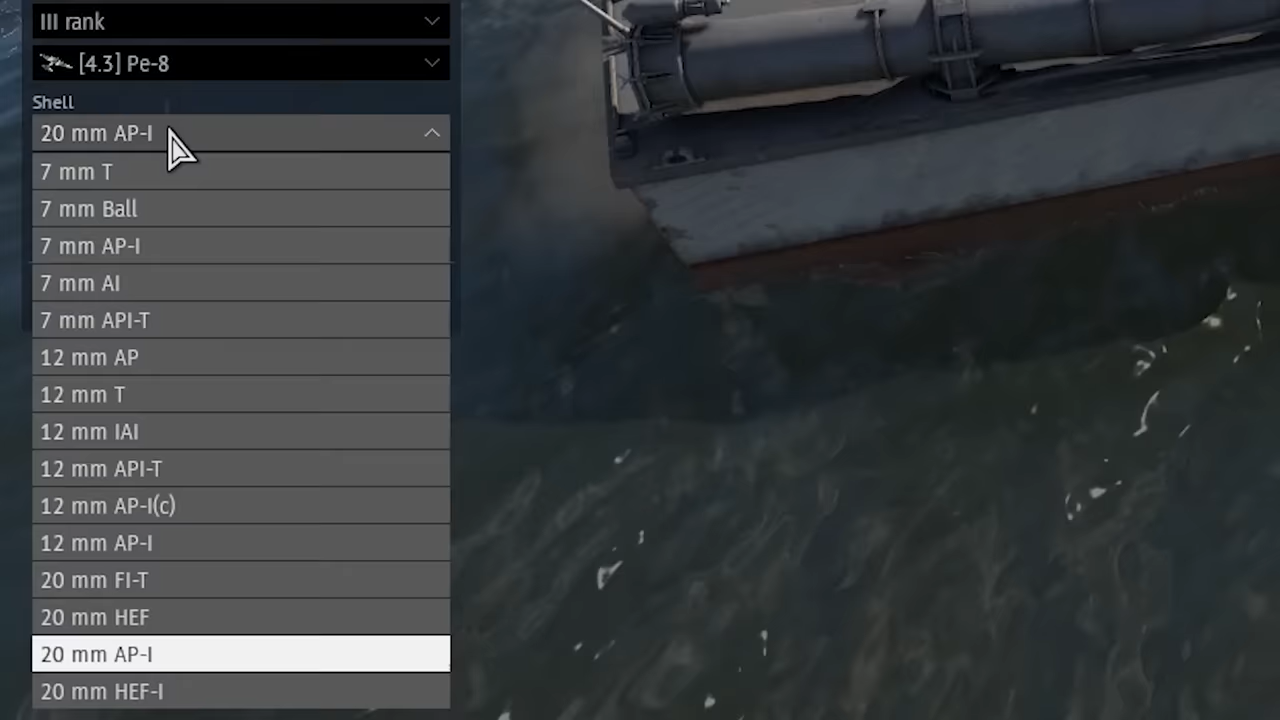 III rank
[4.3] Pe-8
Shell
20 mm AP-I
7 mm T
7 mm Ball
7 mm AP-I
7 mm AI
7 mm API-T
12 mm AP
12 mm T
12 mm IAI
12 mm API-T
12 mm AP-I(c)
12 mm AP-I
20 mm FI-T
20 mm HEF
20 mm AP-I
20 mm HEF-I